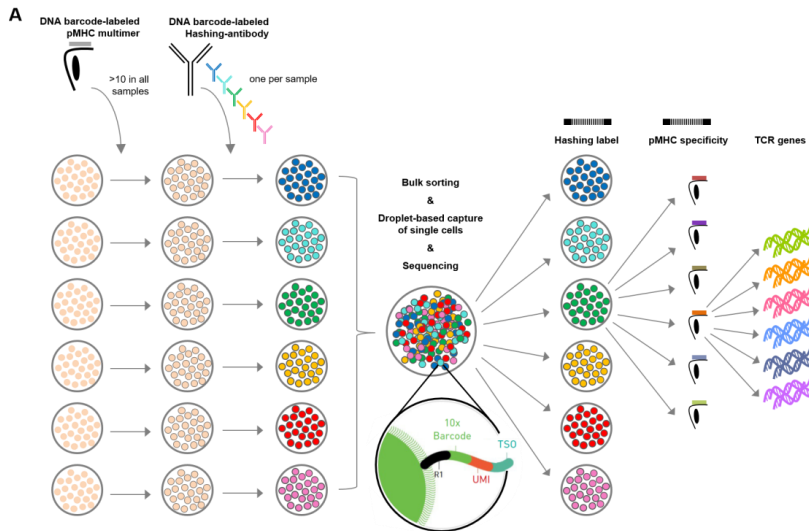 A
DNA barcode-labeled
pMHC multimer
>10 in all
samples
DNA barcode-labeled
Hashing-antibody
one per sample
Bulk sorting
&
Droplet-based capture
of single cells
&
Sequencing
10x
Barcode
TSO
R1
UMI
Hashing label
pMHC specificity
TCR genes